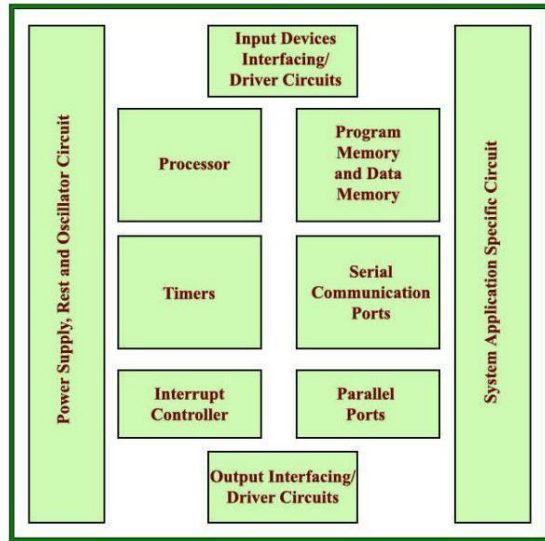 Input Devices
Interfacing/
Driver Circuits
Power Supply, Rest and Oscillator Circuit
Processor
Program
Memory
and Data
Memory
System Application Specific Circuit
Timers
Serial
Communication
Ports
Interrupt
Controller
Parallel
Ports
Output Interfacing/
Driver Circuits